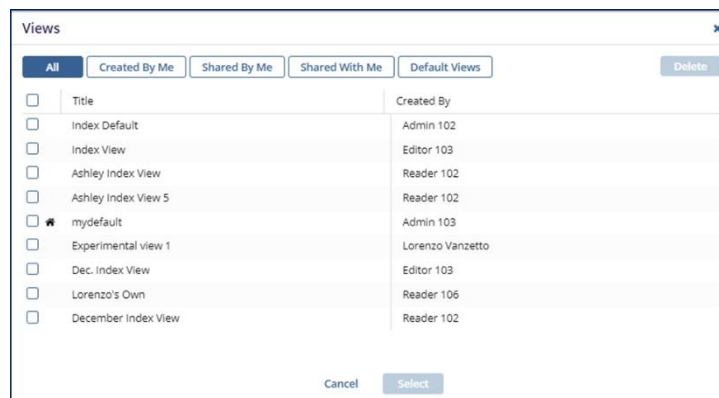 Views
All Created By Me Shared By Me Shared With Me Default Views Delete
Title Created By
Index Default Admin 102
Index View Editor 103
Ashley Index View Reader 102
Ashley Index View 5 Reader 102
mydefault Admin 103
Experimental view 1 Lorenzo Vanzetto
Dec. Index View Editor 103
Lorenzo's Own Reader 106
December Index View Reader 102
Cancel Select